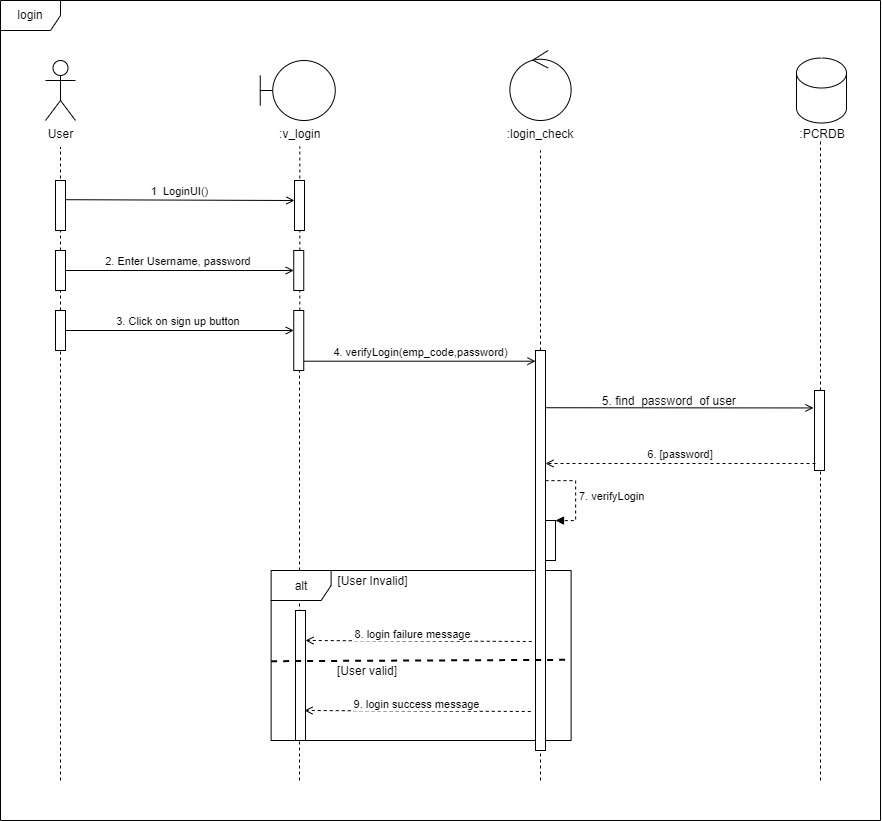 login
User
:v_login
:login_check
:PCRDB
1 LoginUI()
2. Enter Username, password
3. Click on sign up button
4. verifyLogin(emp_code,password)
5. find password of user
6. [password]
7. verifyLogin
alt
[User Invalid]
8. login failure message
[User valid]
9. login success message